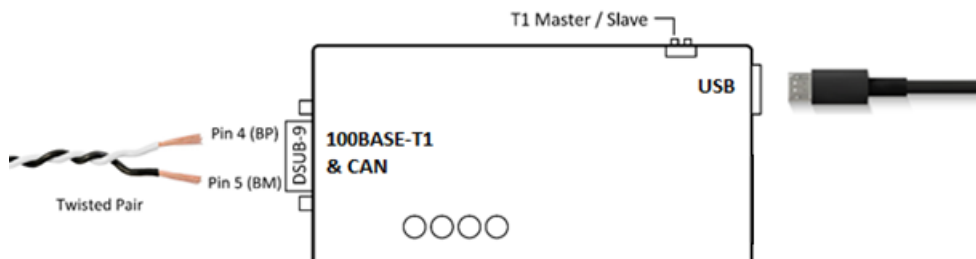 T1 Master / Slave
USB
Pin 4 (BP)
DSUB-9
100BASE-T1
& CAN
Pin 5 (BM)
Twisted Pair